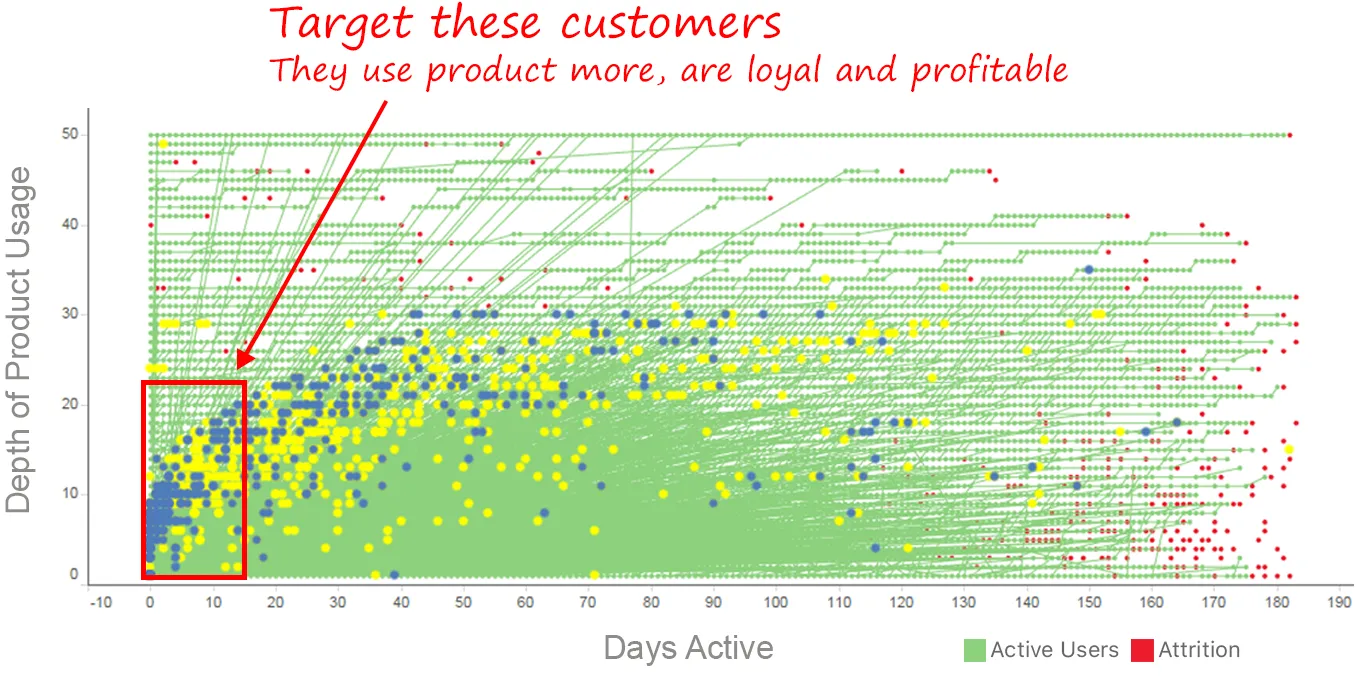 Target these customers
They use product more, are loyal and profitable
Depth of Product Usage
50
40
30
20
10
0
-10 0 10 20 30 40 50 60 70 80 90 100 110 120 130 140 150 160 170 180 190
Days Active
Active Users
Attrition